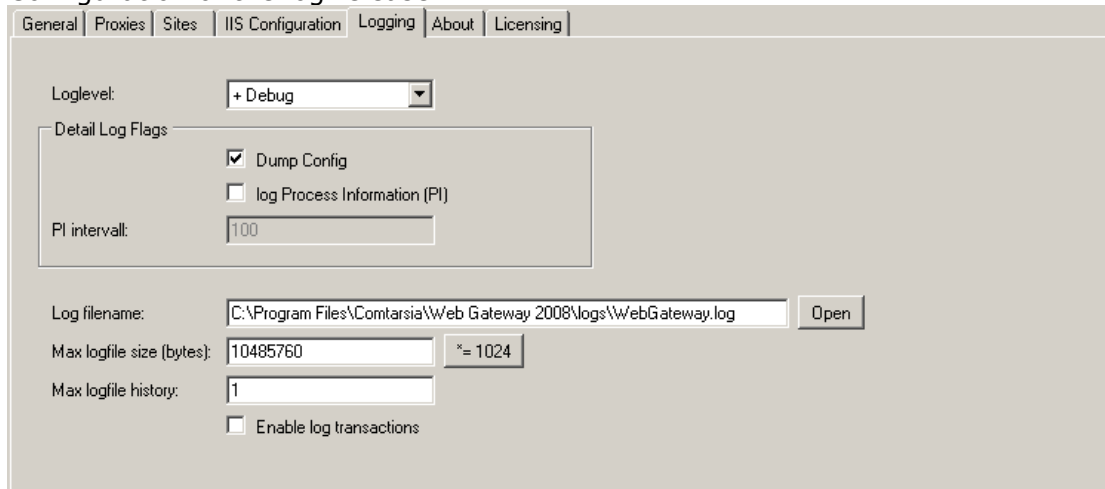 General Proxies Sites IIS Configuration Logging About Licensing
Loglevel: + Debug
Detail Log Flags
Dump Config
log Process Information (PI)
PI intervall: 100
Log filename: C:\Program Files\Comtarsia\Web Gateway 2008\logs\WebGateway.log Open
Max logfile size (bytes): 10485760 *= 1024
Max logfile history: 1
Enable log transactions